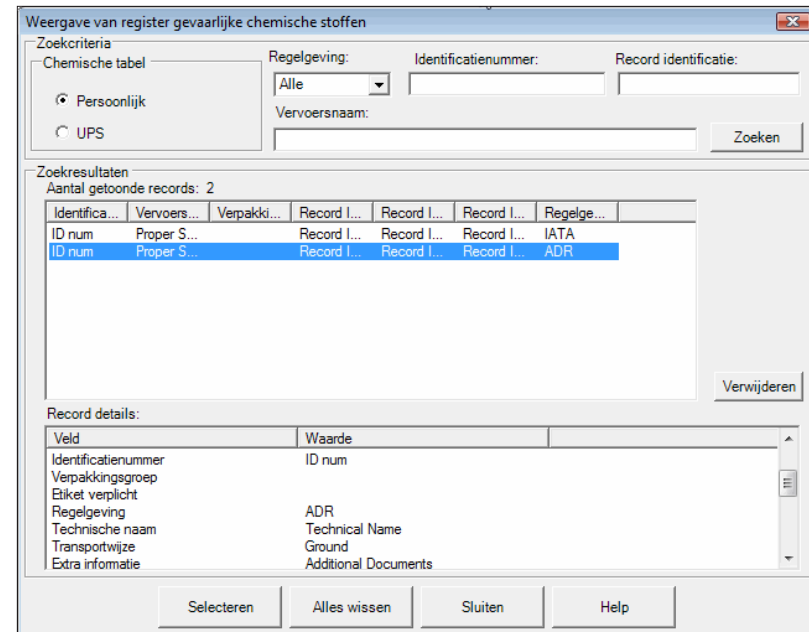 Weergave van register gevaarlijke chemische stoffen
Zoekcriteria
Chemische tabel
Persoonlijk
UPS
Regelgeving: Identificatienummer: Record identificatie:
Alle
Vervoersnaam:
Zoeken
Zoekresultaten
Aantal getoonde records: 2
Identifica... Vervoers... Verpakki... Record I... Record I... Record I... Regelge...
ID num Proper S... Record I... Record I... Record I... IATA
ID num Proper S... Record I... Record I... Record I... ADR
Verwijderen
Record details:
Veld Waarde
Identificatienummer ID num
Verpakkingsgroep
Etiket verplicht
Regelgeving ADR
Technische naam Technical Name
Transportwijze Ground
Extra informatie Additional Documents
Selecteren Alles wissen Sluiten Help